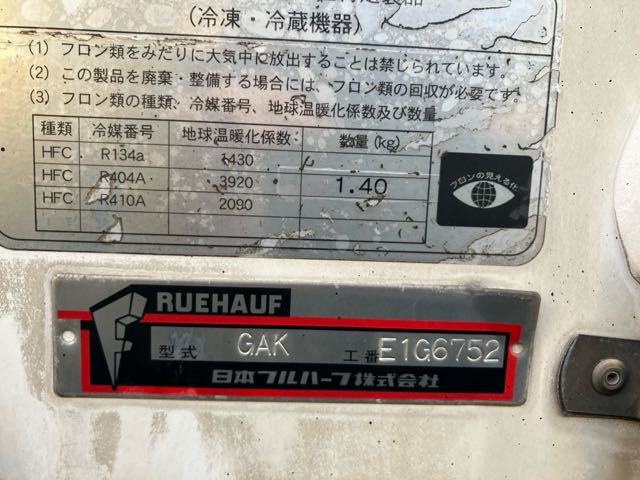 (冷凍・冷蔵機器)
(1) フロン類をみだりに大気中に放出することは禁じられています。
(2) この製品を廃棄・整備する場合には、フロン類の回収が必要です。
(3) フロン類の種類、冷媒番号、地球温暖化係数及び数量
種類 冷媒番号 地球温暖化係数 数量(kg)
HFC R134a 1430
HFC R404A 3920 1.40
HFC R410A 2090
フロンの見える化
FRUEHAUF
型式 GAK 工番 E1G6752
日本フルハーフ株式会社